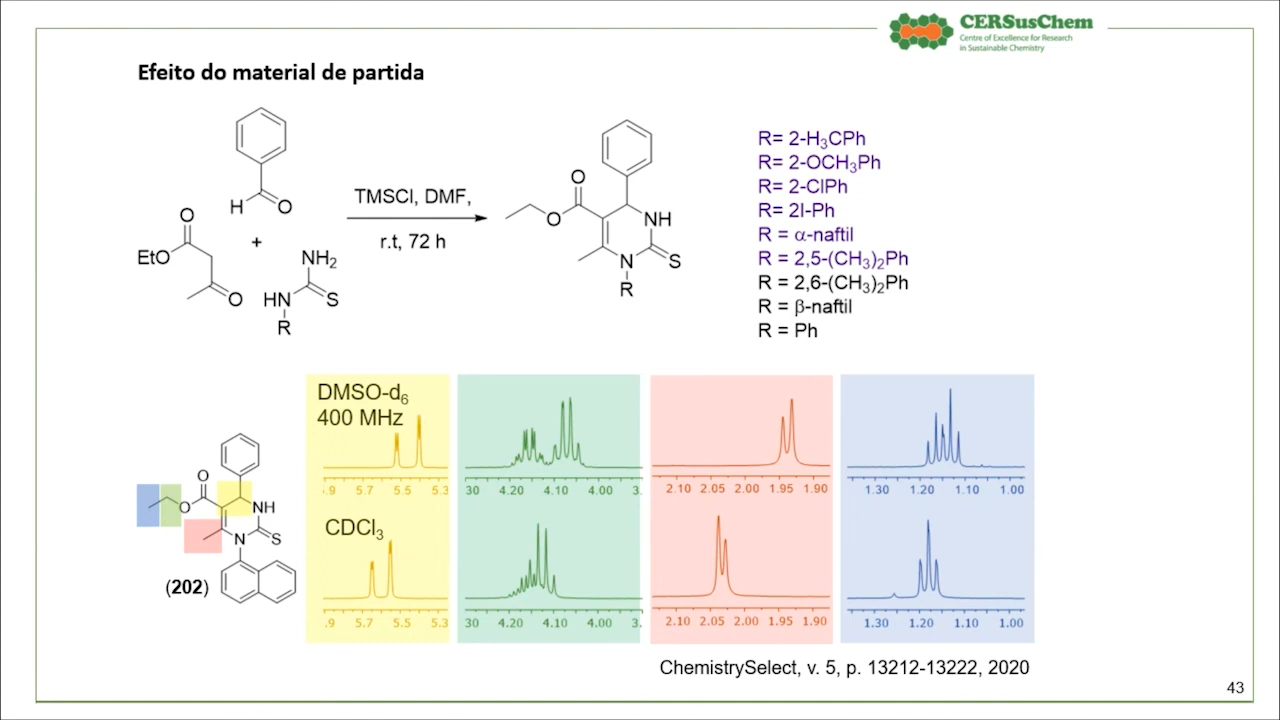 CERSusChem
Centre of Excellence for Research
in Sustainable Chemistry
Efeito do material de partida
H
O
O
EtO
O
+
NH2
HN
S
R
TMSCl, DMF,
r.t, 72 h
O
O
NH
N
S
R
R= 2-H3CPh
R= 2-OCH3Ph
R= 2-ClPh
R= 2I-Ph
R = α-naftil
R = 2,5-(CH3)2Ph
R = 2,6-(CH3)2Ph
R = β-naftil
R = Ph
O
O
NH
N
S
(202)
DMSO-d6
400 MHz
.9 5.7 5.5 5.3
30 4.20 4.10 4.00 3.
2.10 2.05 2.00 1.95 1.90
1.30 1.20 1.10 1.00
CDCl3
.9 5.7 5.5 5.3
30 4.20 4.10 4.00 3.
2.10 2.05 2.00 1.95 1.90
1.30 1.20 1.10 1.00
ChemistrySelect, v. 5, p. 13212-13222, 2020
43